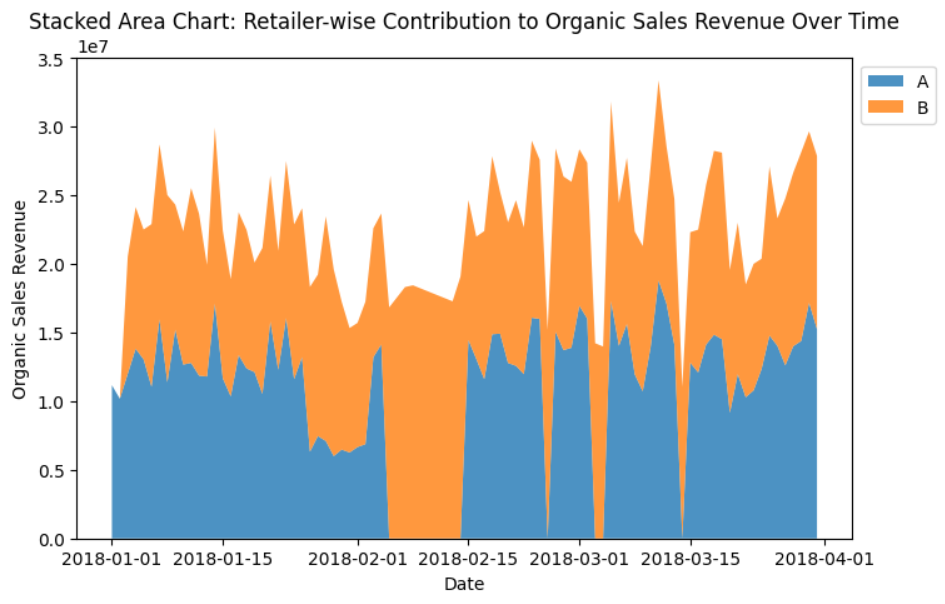 Stacked Area Chart: Retailer-wise Contribution to Organic Sales Revenue Over Time
1e7
3.5
3.0
2.5
2.0
1.5
1.0
0.5
0.0
Organic Sales Revenue
2018-01-01 2018-01-15 2018-02-01 2018-02-15 2018-03-01 2018-03-15 2018-04-01
Date
A
B